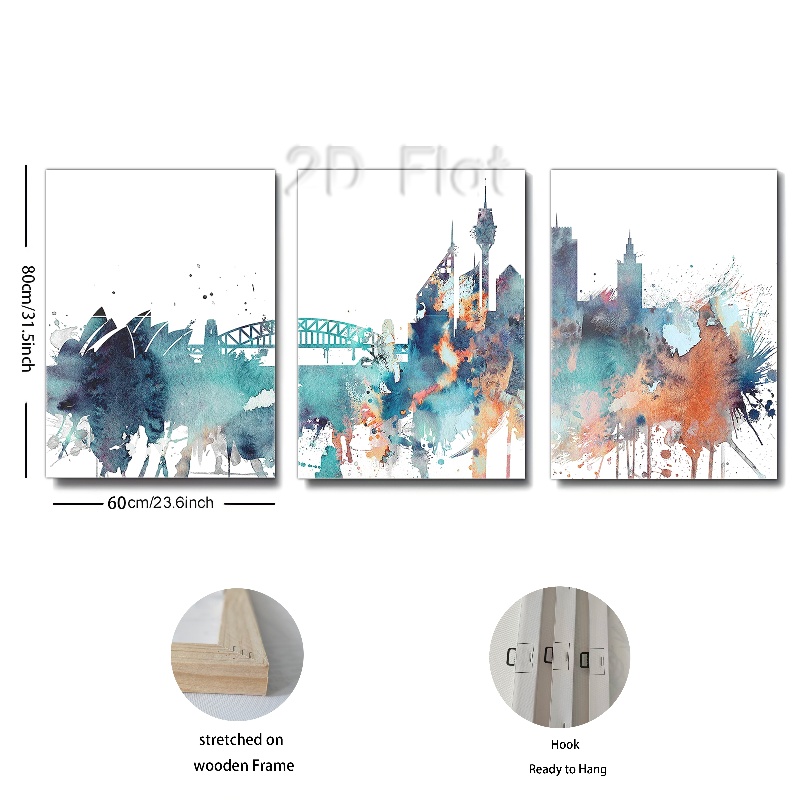 2D Flat
80cm/31.5inch
60cm/23.6inch
stretched on
wooden Frame
Hook
Ready to Hang